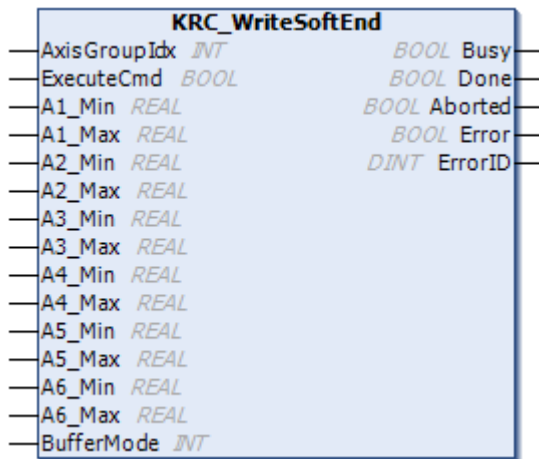 KRC_WriteSoftEnd
AxisGroupIdx INT BOOL Busy
ExecuteCmd BOOL BOOL Done
A1_Min REAL BOOL Aborted
A1_Max REAL BOOL Error
A2_Min REAL DINT ErrorID
A2_Max REAL
A3_Min REAL
A3_Max REAL
A4_Min REAL
A4_Max REAL
A5_Min REAL
A5_Max REAL
A6_Min REAL
A6_Max REAL
BufferMode INT